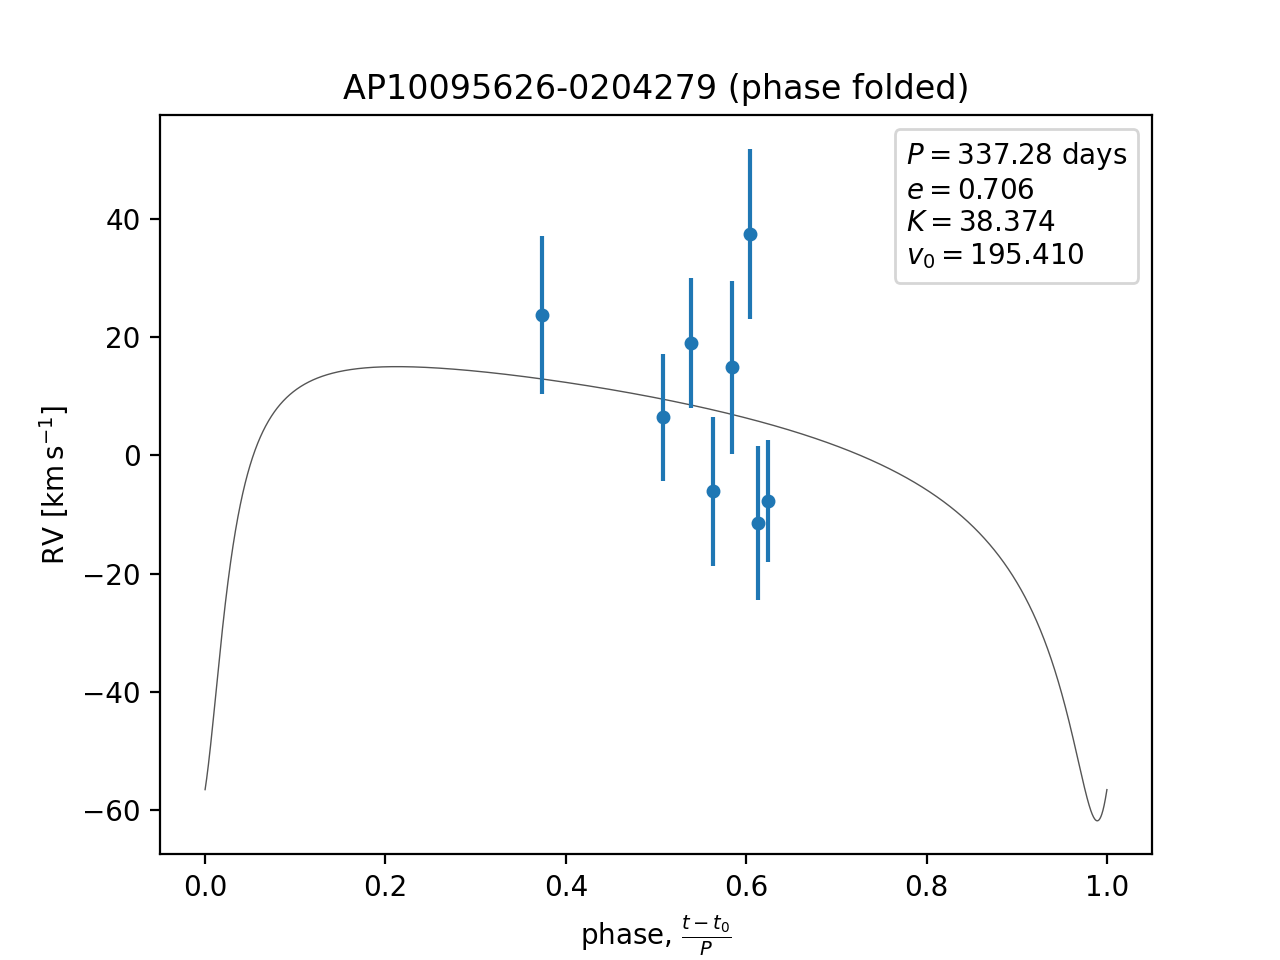 AP10095626-0204279 (phase folded)
P = 337.28 days
e = 0.706
K = 38.374
v₀ = 195.410
RV [km s⁻¹]
40
20
0
−20
−40
−60
0.0 0.2 0.4 0.6 0.8 1.0
phase, (t − t₀)/P